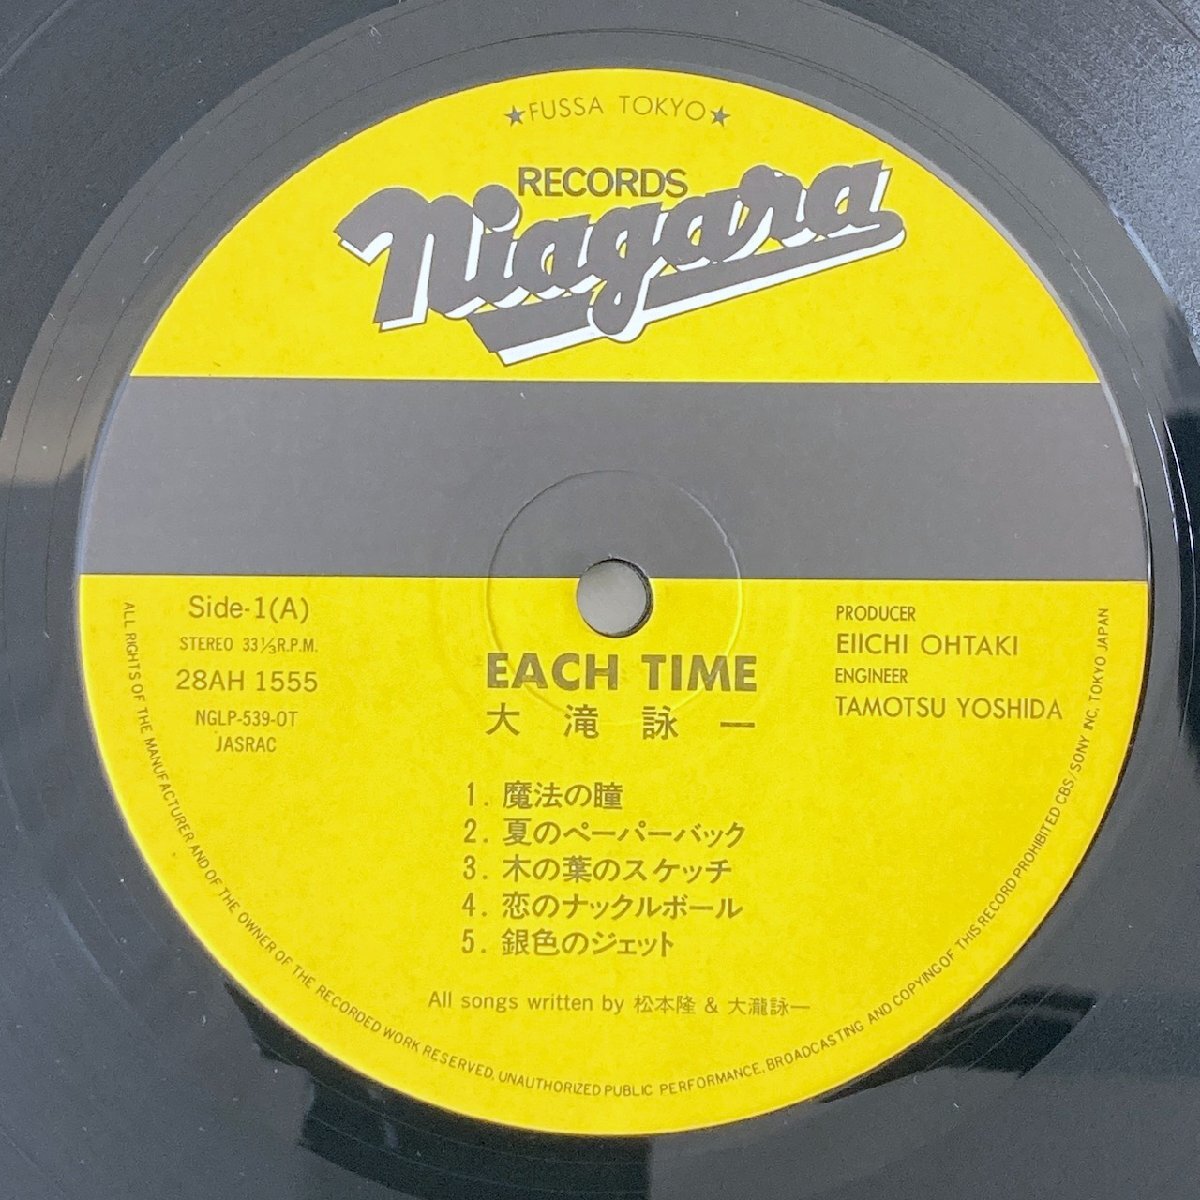 ★FUSSA TOKYO★
RECORDS
Niagara
Side-1(A)
STEREO 33⅓R.P.M.
28AH 1555
NGLP-539-OT
JASRAC
PRODUCER
EIICHI OHTAKI
ENGINEER
TAMOTSU YOSHIDA
EACH TIME
大滝詠一
1. 魔法の瞳
2. 夏のペーパーバック
3. 木の葉のスケッチ
4. 恋のナックルボール
5. 銀色のジェット
All songs written by 松本隆 & 大瀧詠一
ALL RIGHTS OF THE MANUFACTURER AND OF THE OWNER OF THE RECORDED WORK RESERVED. UNAUTHORIZED PUBLIC PERFORMANCE, BROADCASTING AND COPYING OF THIS RECORD PROHIBITED CBS/SONY INC. TOKYO JAPAN